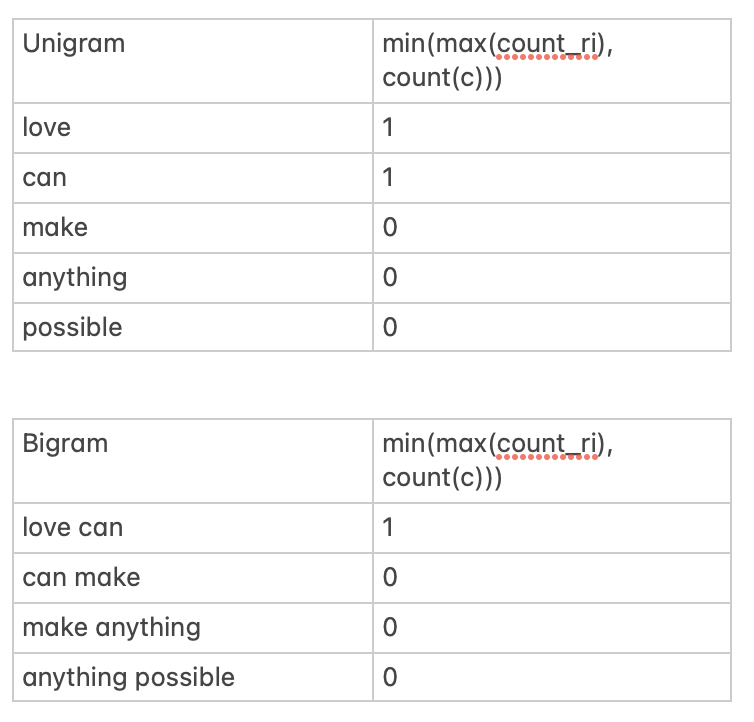 Unigram
min(max(count_ri),
count(c)))
love
1
can
1
make
0
anything
0
possible
0
Bigram
min(max(count_ri),
count(c)))
love can
1
can make
0
make anything
0
anything possible
0